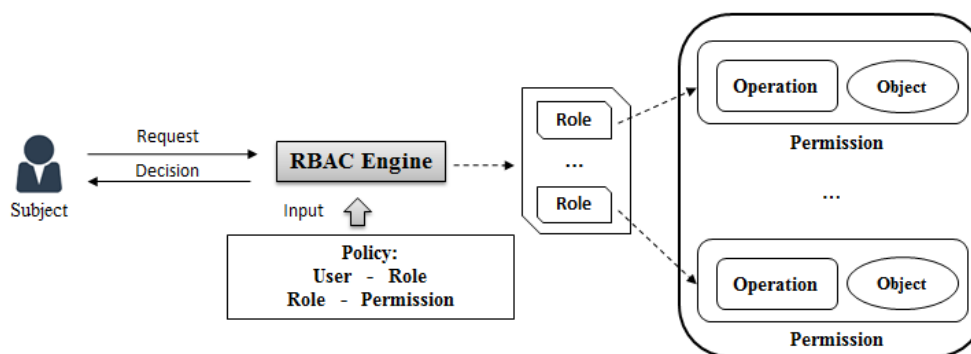 Request
Decision
Subject
RBAC Engine
Input
Policy:
User - Role
Role - Permission
Role
...
Role
Operation
Object
Permission
...
Operation
Object
Permission